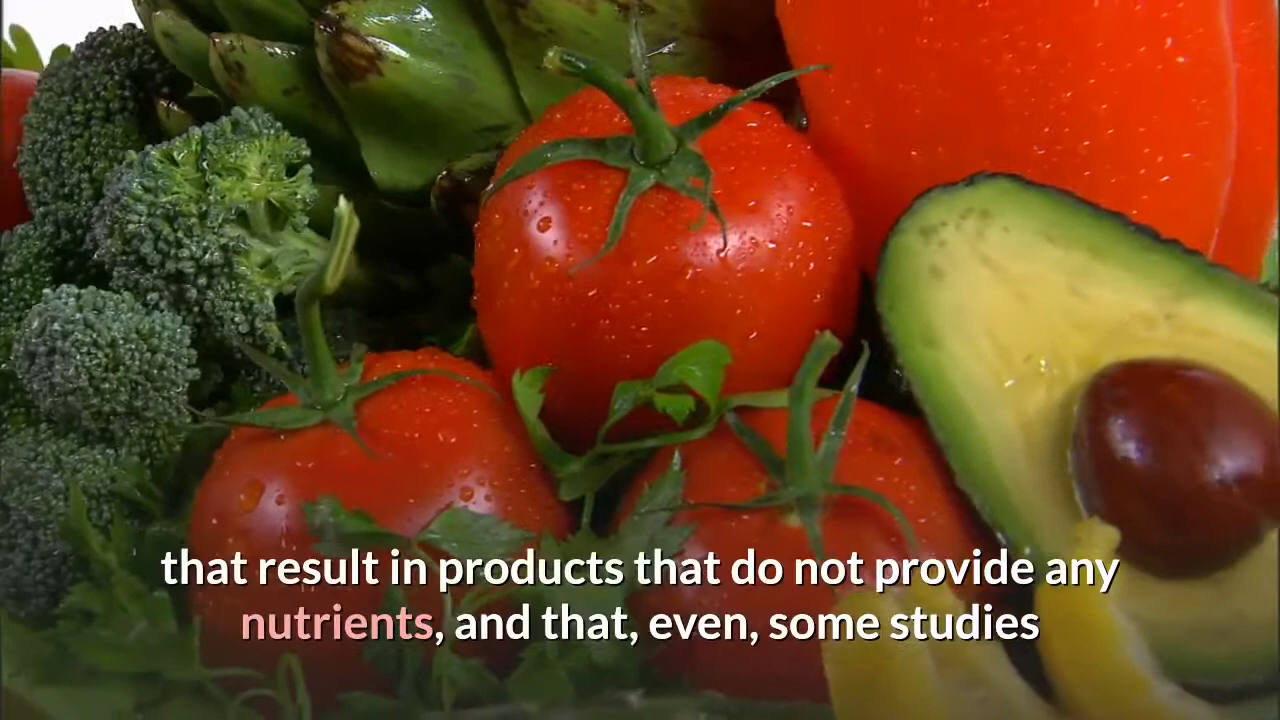 that result in products that do not provide any
nutrients, and that, even, some studies